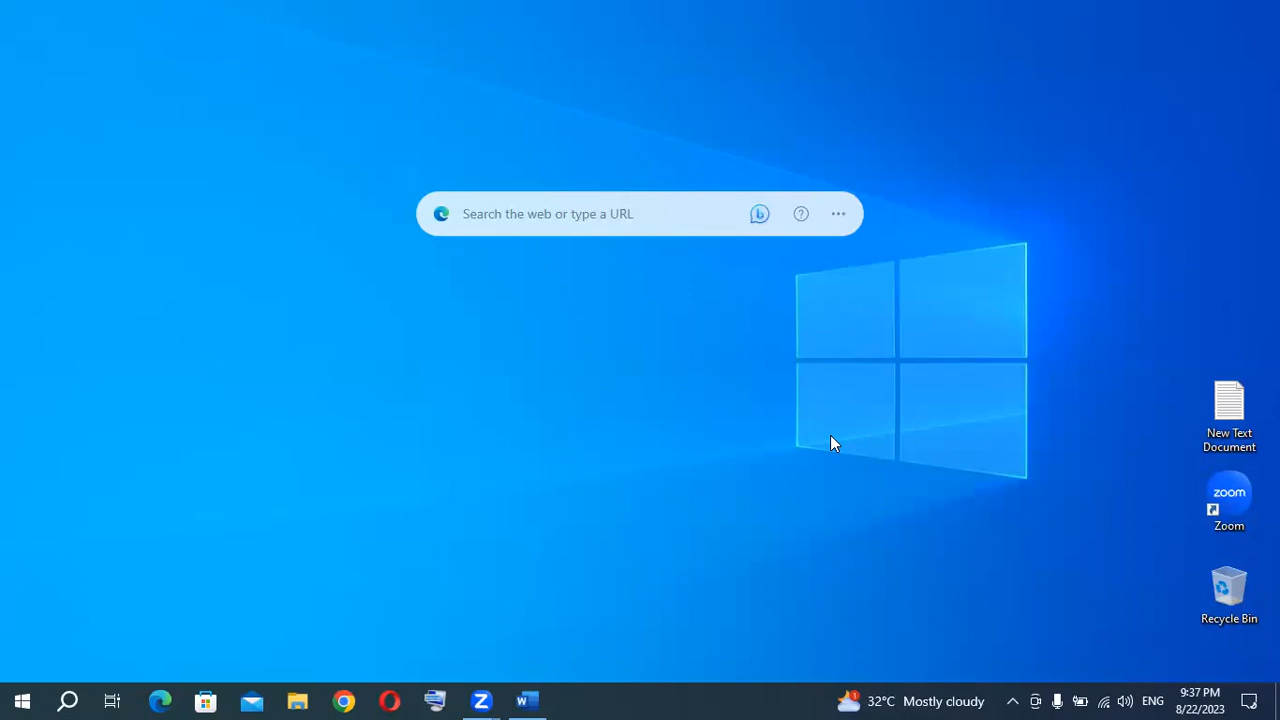 Search the web or type a URL
New Text
Document
zoom
Zoom
Recycle Bin
1
32°C Mostly cloudy
ENG
9:37 PM
8/22/2023